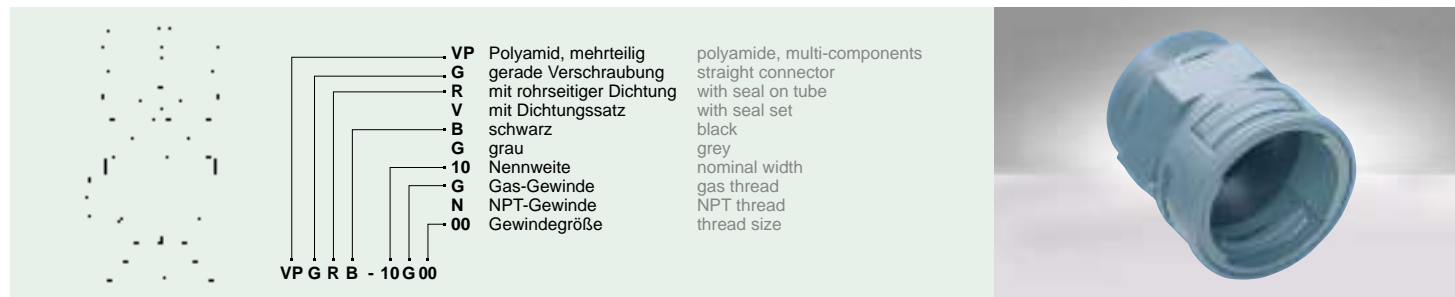 VP Polyamid, mehrteilig polyamide, multi-components
G gerade Verschraubung straight connector
R mit rohrseitiger Dichtung with seal on tube
V mit Dichtungssatz with seal set
B schwarz black
G grau grey
10 Nennweite nominal width
G Gas-Gewinde gas thread
N NPT-Gewinde NPT thread
00 Gewindegröße thread size
VP G R B - 10 G 00